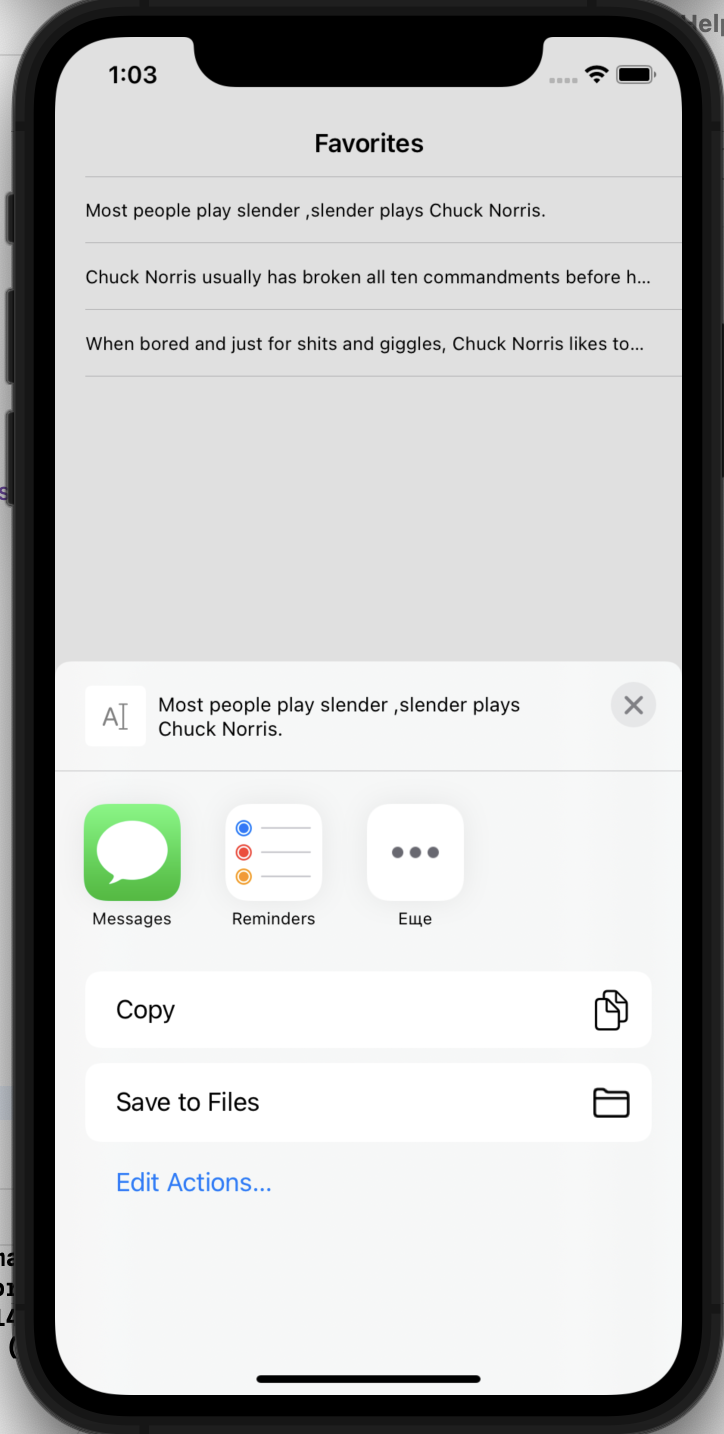 Help
1:03
Favorites
Most people play slender ,slender plays Chuck Norris.
Chuck Norris usually has broken all ten commandments before h...
When bored and just for shits and giggles, Chuck Norris likes to...
Most people play slender ,slender plays
Chuck Norris.
Messages
Reminders
Еще
Copy
Save to Files
Edit Actions...